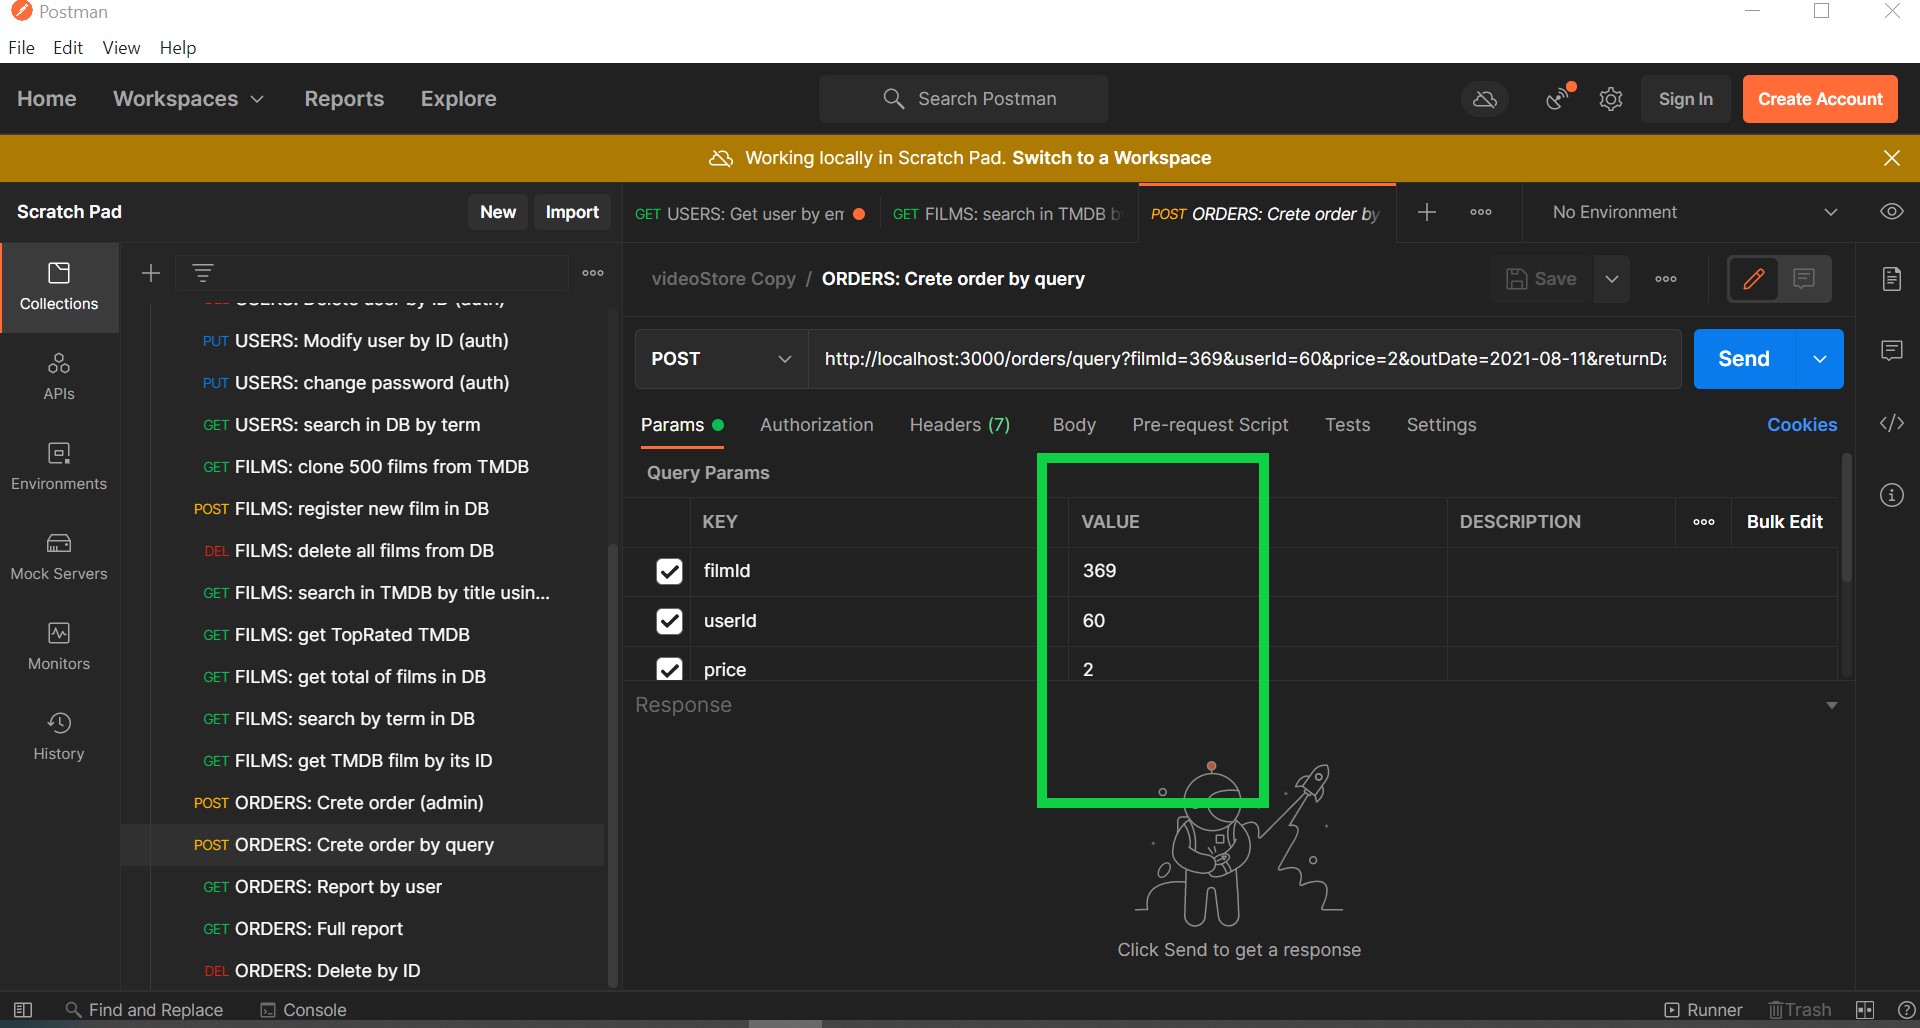 Postman
File Edit View Help
Home Workspaces Reports Explore Search Postman Sign In Create Account
Working locally in Scratch Pad. Switch to a Workspace
Scratch Pad New Import
GET USERS: Get user by em GET FILMS: search in TMDB b POST ORDERS: Crete order by No Environment
Collections
APIs
Environments
Mock Servers
Monitors
History
DEL USERS: Delete user by ID (auth)
PUT USERS: Modify user by ID (auth)
PUT USERS: change password (auth)
GET USERS: search in DB by term
GET FILMS: clone 500 films from TMDB
POST FILMS: register new film in DB
DEL FILMS: delete all films from DB
GET FILMS: search in TMDB by title usin...
GET FILMS: get TopRated TMDB
GET FILMS: get total of films in DB
GET FILMS: search by term in DB
GET FILMS: get TMDB film by its ID
POST ORDERS: Crete order (admin)
POST ORDERS: Crete order by query
GET ORDERS: Report by user
GET ORDERS: Full report
DEL ORDERS: Delete by ID
videoStore Copy / ORDERS: Crete order by query Save
POST http://localhost:3000/orders/query?filmId=369&userId=60&price=2&outDate=2021-08-11&returnDa Send
Params Authorization Headers (7) Body Pre-request Script Tests Settings Cookies
Query Params
KEY VALUE DESCRIPTION Bulk Edit
filmId 369
userId 60
price 2
Response
Click Send to get a response
Find and Replace Console Runner Trash